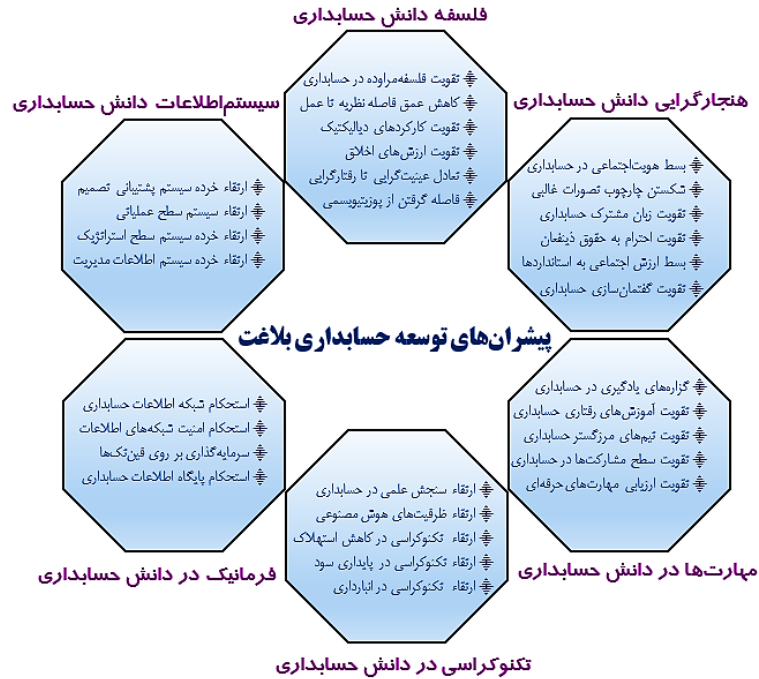 فلسفه دانش حسابداری
تقویت فلسفه‌مراوده در حسابداری
کاهش عمق فاصله نظریه تا عمل
تقویت کارکردهای دیالیکتیک
تقویت ارزش‌های اخلاق
تعادل عینیت‌گرایی تا رفتارگرایی
فاصله گرفتن از پوزیتیویسمی
هنجارگرایی دانش حسابداری
بسط هویت‌اجتماعی در حسابداری
شکستن چارچوب تصورات غالبی
تقویت زبان مشترک حسابداری
تقویت احترام به حقوق ذینفعان
بسط ارزش اجتماعی به استانداردها
تقویت گفتمان‌سازی حسابداری
سیستم‌اطلاعات دانش حسابداری
ارتقاء خرده سیستم پشتیبانی تصمیم
ارتقاء سیستم سطح عملیاتی
ارتقاء خرده سیستم سطح استراتژیک
ارتقاء خرده سیستم اطلاعات مدیریت
پیشران‌های توسعه حسابداری بلاغت
گزاره‌های یادگیری در حسابداری
تقویت آموزش‌های رفتاری حسابداری
تقویت تیم‌های مرزگستر حسابداری
تقویت سطح مشارکت‌ها در حسابداری
تقویت ارزیابی مهارت‌های حرفه‌ای
مهارت‌ها در دانش حسابداری
استحکام شبکه اطلاعات حسابداری
استحکام امنیت شبکه‌های اطلاعات
سرمایه‌گذاری بر روی فین‌تک‌ها
استحکام پایگاه اطلاعات حسابداری
فرمانیک در دانش حسابداری
ارتقاء سنجش علمی در حسابداری
ارتقاء ظرفیت‌های هوش مصنوعی
ارتقاء تکنوکراسی در کاهش استهلاک
ارتقاء تکنوکراسی در پایداری سود
ارتقاء تکنوکراسی در انبارداری
تکنوکراسی در دانش حسابداری